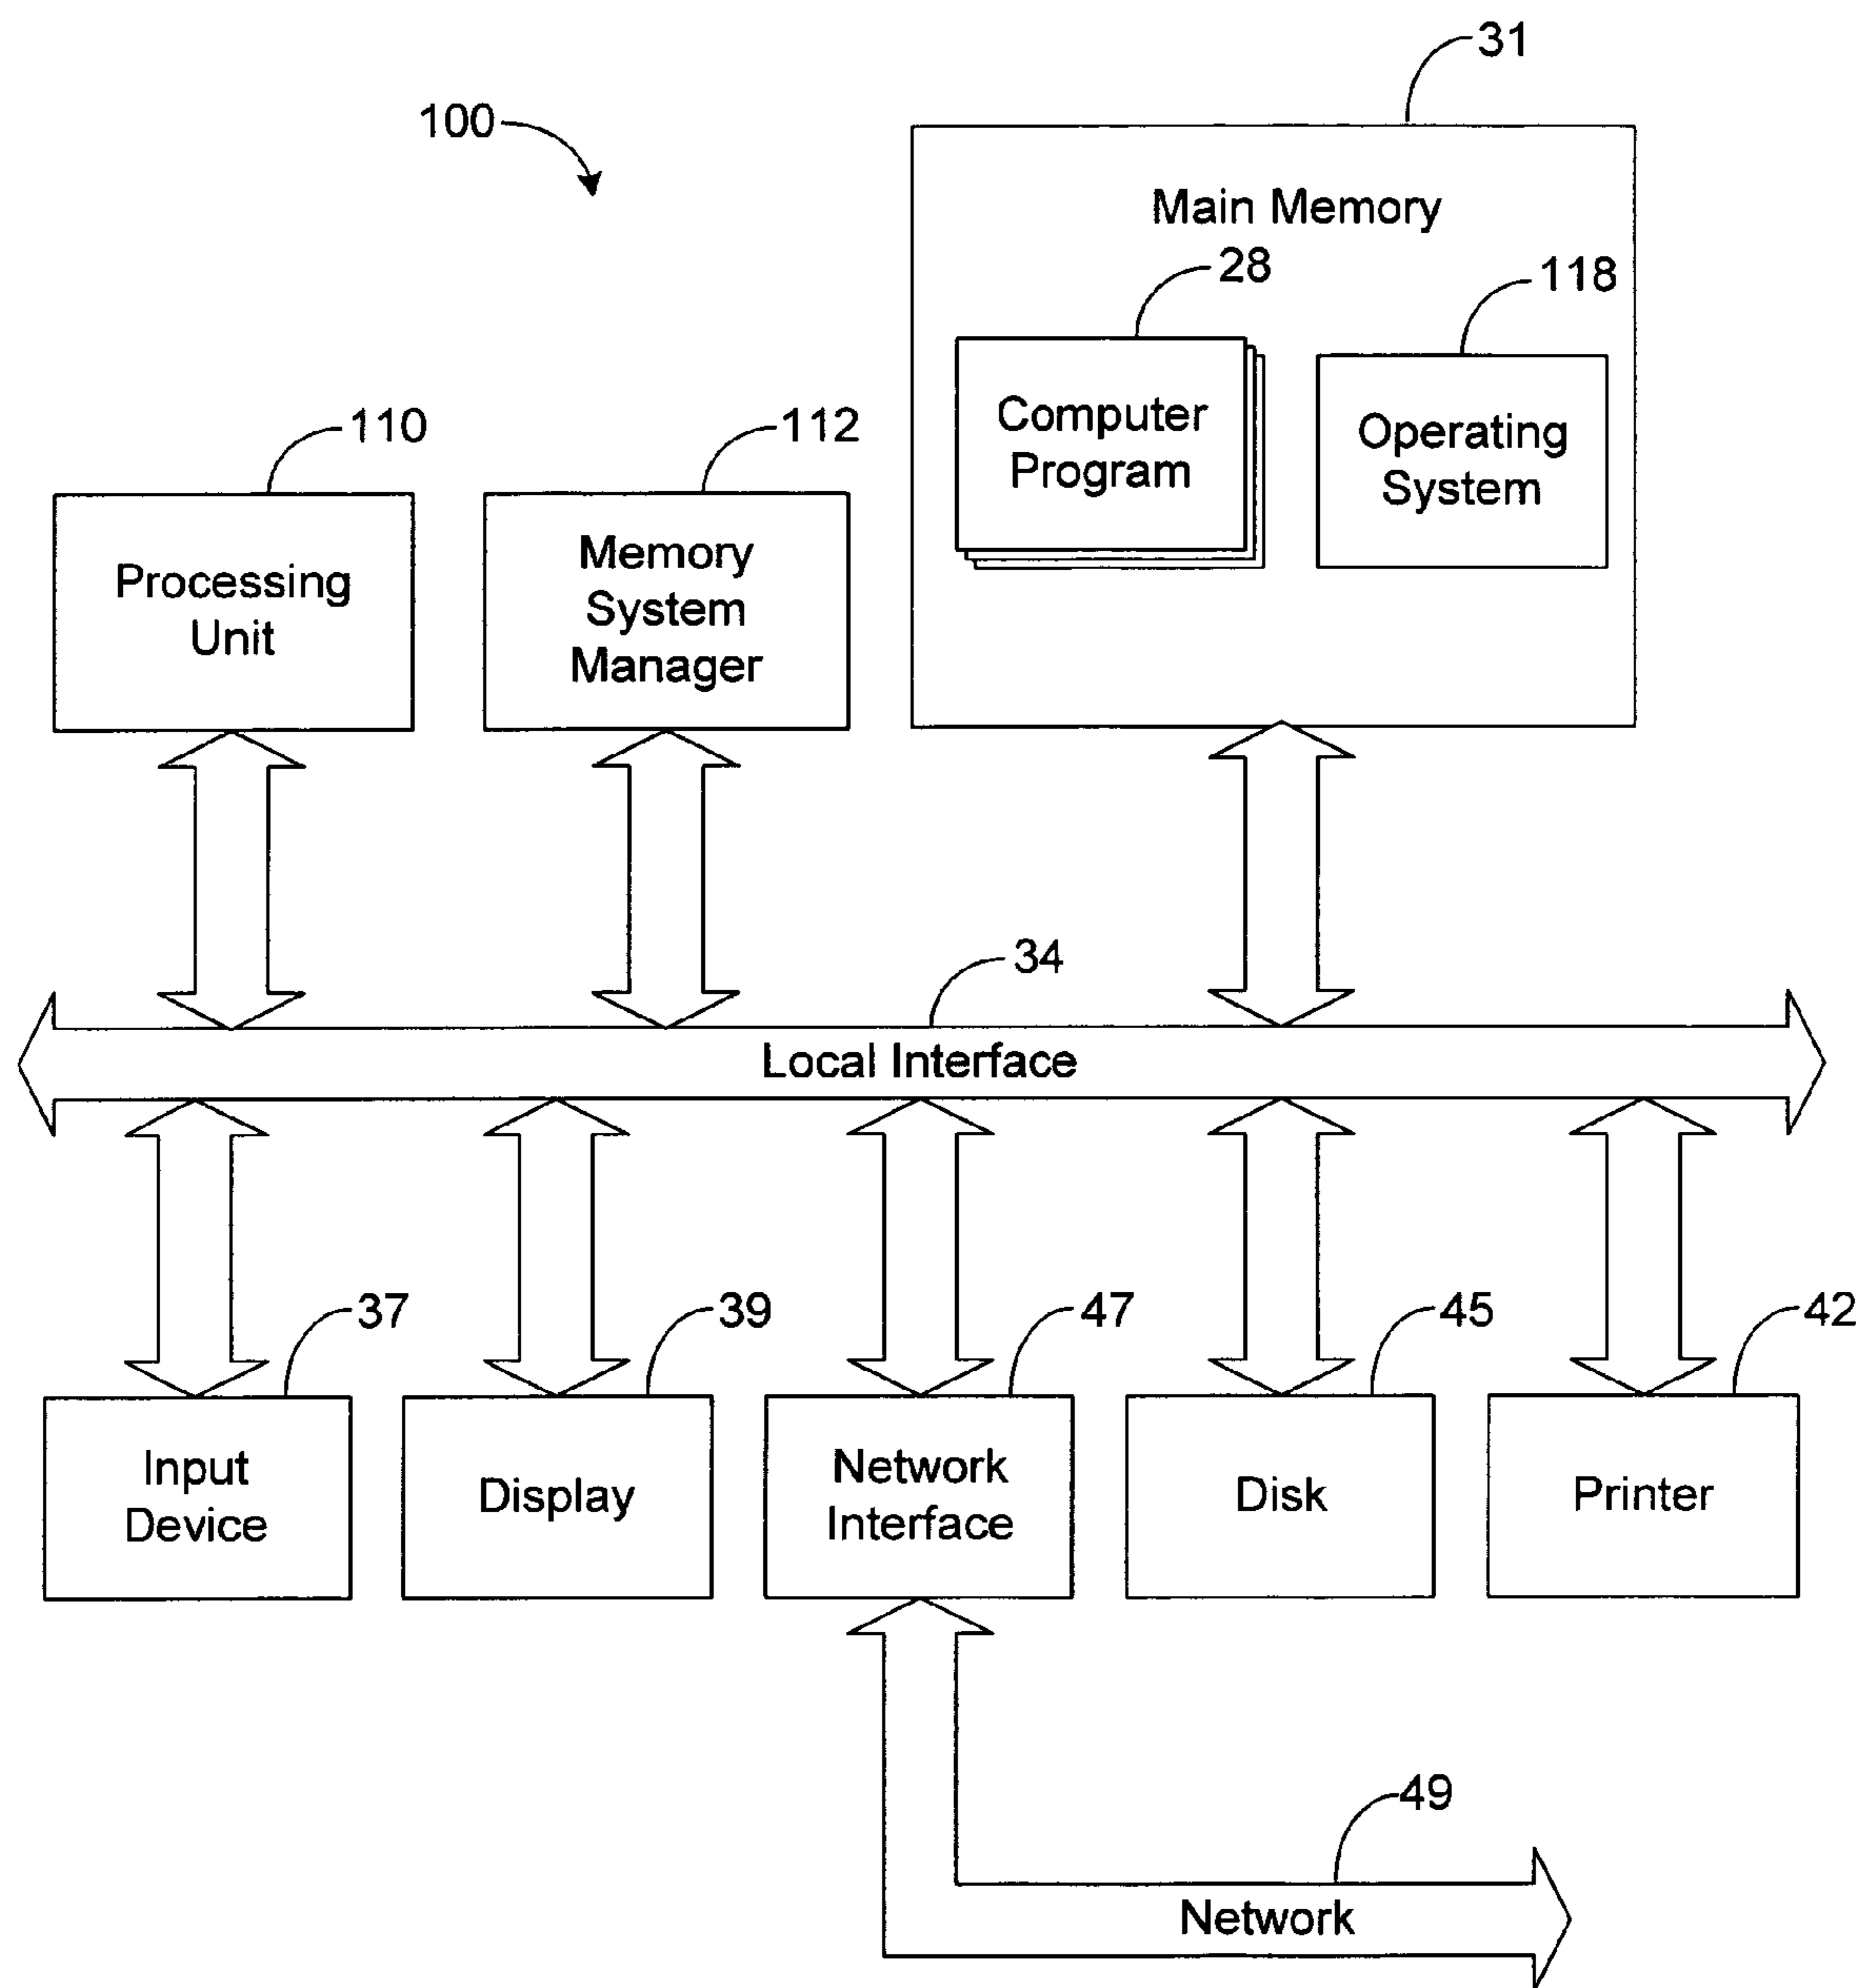 31
100
Main Memory
28
118
Computer
Program
Operating
System
110
112
Processing
Unit
Memory
System
Manager
34
Local Interface
37
39
47
45
42
Input
Device
Display
Network
Interface
Disk
Printer
49
Network